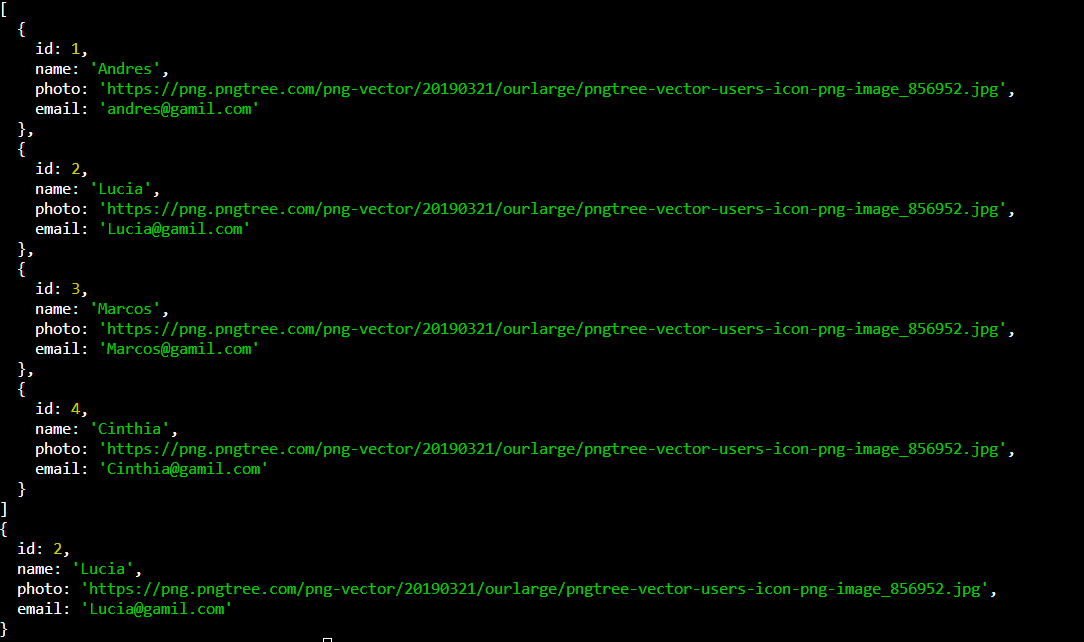 [
  {
    id: 1,
    name: 'Andres',
    photo: 'https://png.pngtree.com/png-vector/20190321/ourlarge/pngtree-vector-users-icon-png-image_856952.jpg',
    email: 'andres@gamil.com'
  },
  {
    id: 2,
    name: 'Lucia',
    photo: 'https://png.pngtree.com/png-vector/20190321/ourlarge/pngtree-vector-users-icon-png-image_856952.jpg',
    email: 'Lucia@gamil.com'
  },
  {
    id: 3,
    name: 'Marcos',
    photo: 'https://png.pngtree.com/png-vector/20190321/ourlarge/pngtree-vector-users-icon-png-image_856952.jpg',
    email: 'Marcos@gamil.com'
  },
  {
    id: 4,
    name: 'Cinthia',
    photo: 'https://png.pngtree.com/png-vector/20190321/ourlarge/pngtree-vector-users-icon-png-image_856952.jpg',
    email: 'Cinthia@gamil.com'
  }
]
{
  id: 2,
  name: 'Lucia',
  photo: 'https://png.pngtree.com/png-vector/20190321/ourlarge/pngtree-vector-users-icon-png-image_856952.jpg',
  email: 'Lucia@gamil.com'
}